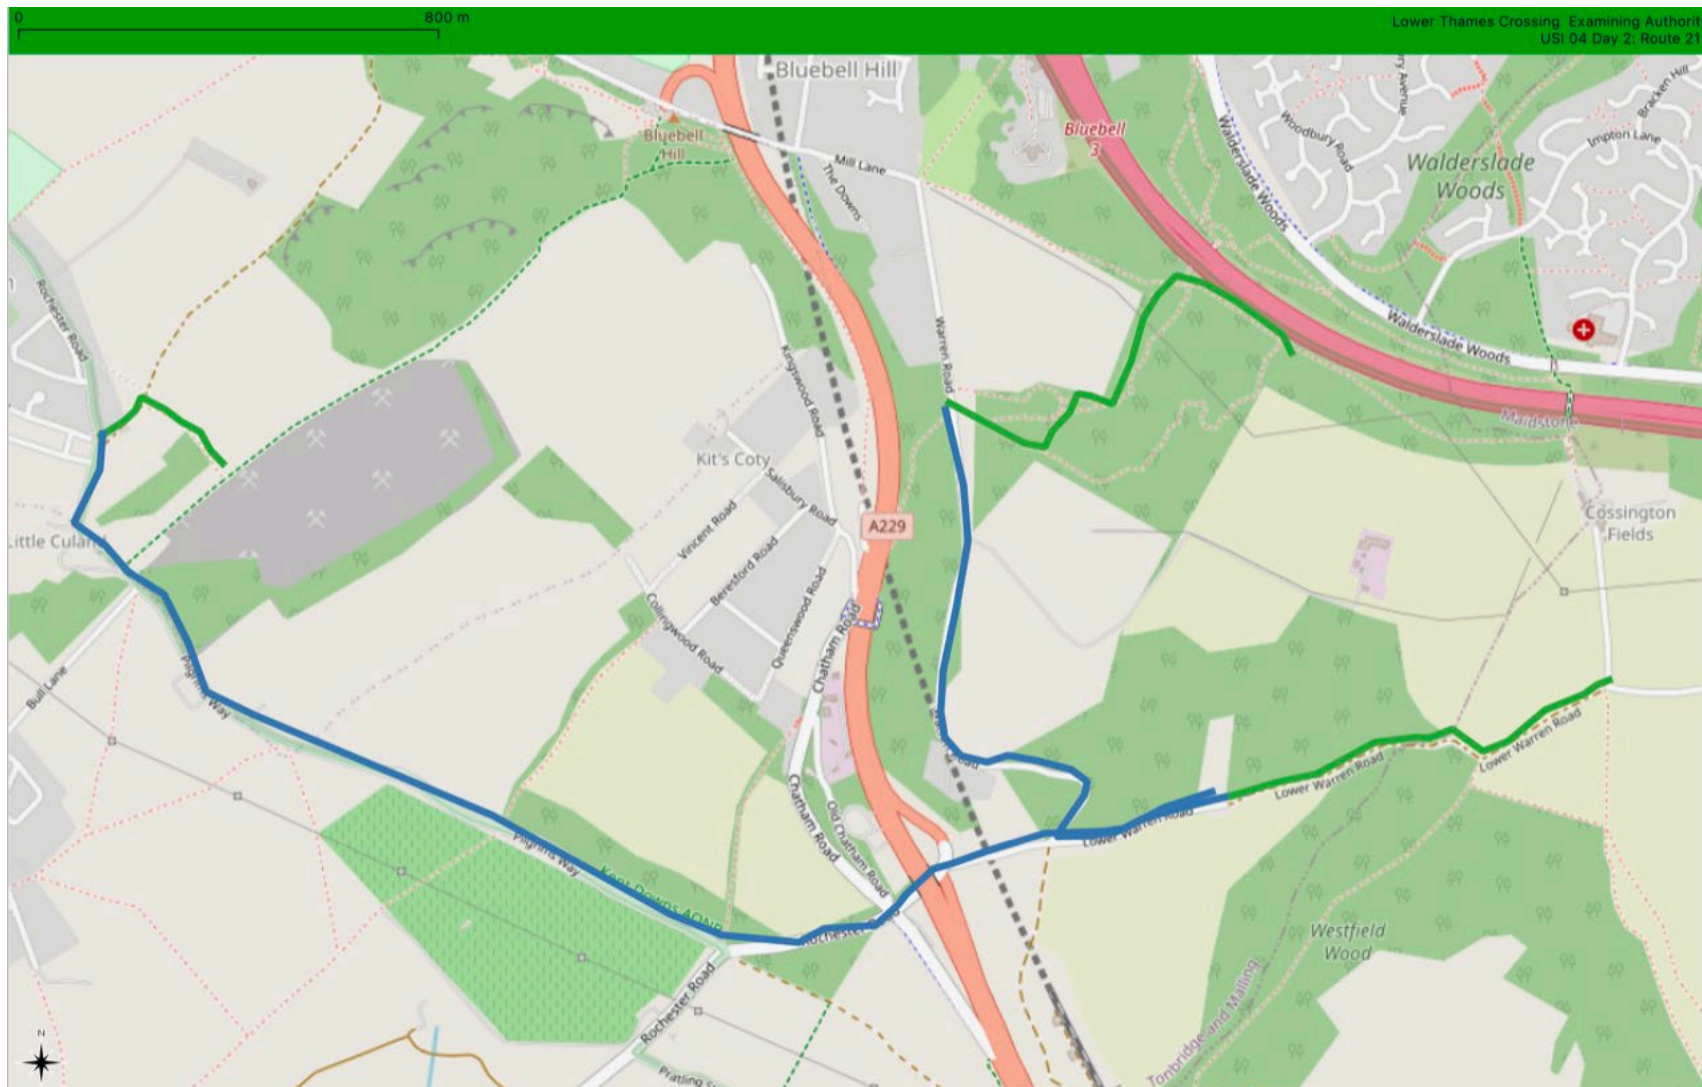 0
800 m
Lower Thames Crossing Examining Authorit
USI 04 Day 2: Route 21
Bluebell Hill
Bluebell
3
Bluebell
Hill
Mill Lane
The Downs
Walderslade Woods
Woodbury Road
ry Avenue
Bracken Hill
Impton Lane
Walderslade
Woods
Rochester Road
Warren Road
Kingswood Road
Walderslade Woods
Maidstone
Kit's Coty
Salisbury Road
Vincent Road
A229
Cossington
Fields
Little Culand
Beresford Road
Collingwood Road
Queenswood Road
Chatham Road
Bull Lane
Pilgrims Way
Chatham Road
Old Chatham Road
Lower Warren Road
Lower Warren Road
Lower Warren Road
Pilgrims Way
Kent Downs AONB
Rochester Road
Westfield
Wood
Tonbridge and Malling
Rochester Road
N